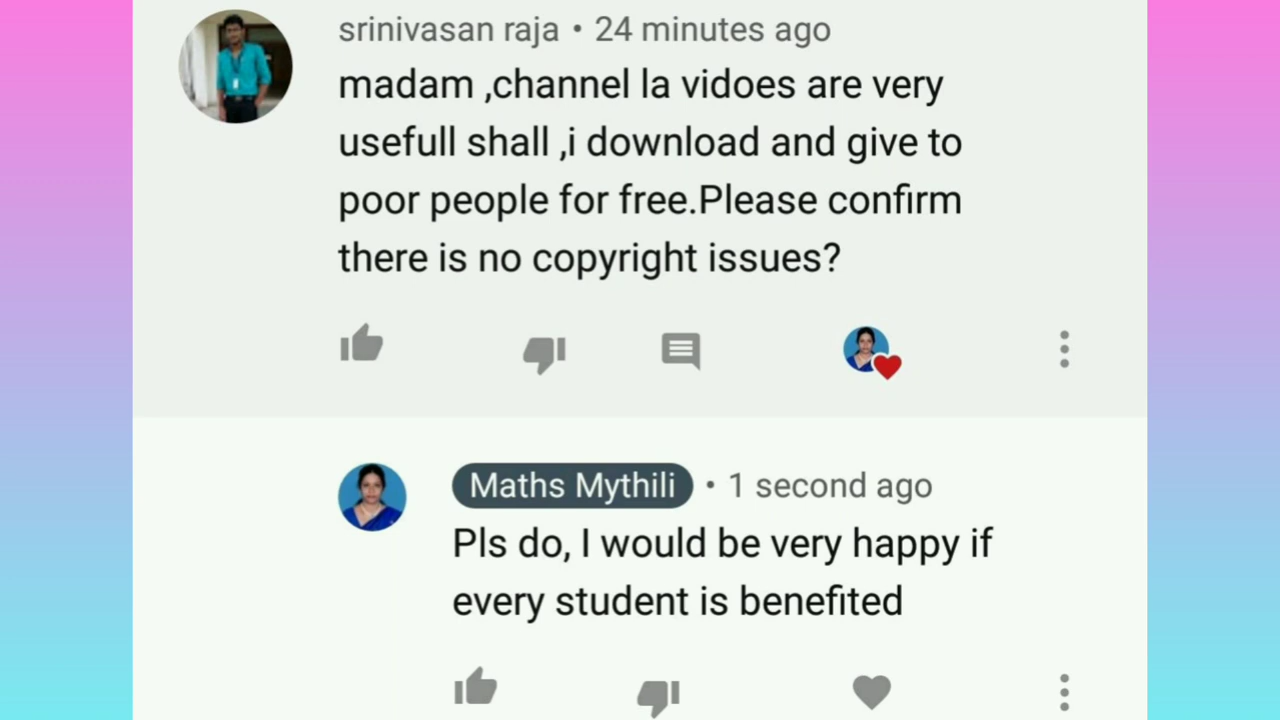 srinivasan raja • 24 minutes ago
madam ,channel la vidoes are very
usefull shall ,i download and give to
poor people for free.Please confirm
there is no copyright issues?
Maths Mythili • 1 second ago
Pls do, I would be very happy if
every student is benefited